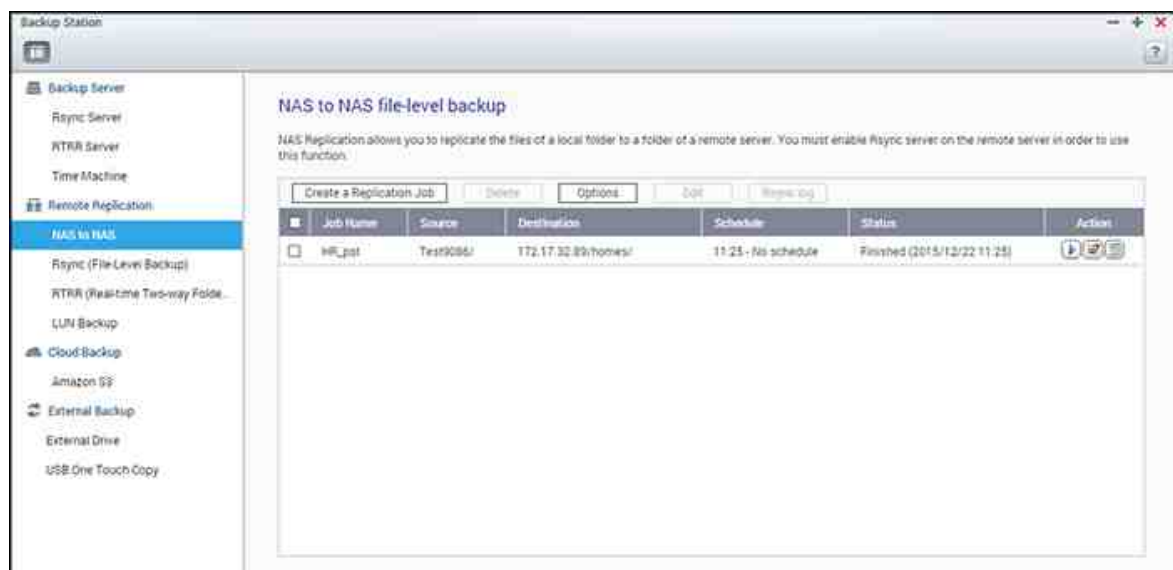 Backup Station
?
Backup Server
Rsync Server
RTRR Server
Time Machine
Remote Replication
NAS to NAS
Rsync (File-Level Backup)
RTRR (Real-time Two-way Folde...
LUN Backup
Cloud Backup
Amazon S3
External Backup
External Drive
USB One Touch Copy
NAS to NAS file-level backup
NAS Replication allows you to replicate the files of a local folder to a folder of a remote server. You must enable Rsync server on the remote server in order to use
this function.
Create a Replication Job Delete Options Edit Rsync log
Job Name Source Destination Schedule Status Action
HR_pat Test9086/ 172.17.32.89/homes/ 11:25 - No schedule Finished (2015/12/22 11:25)